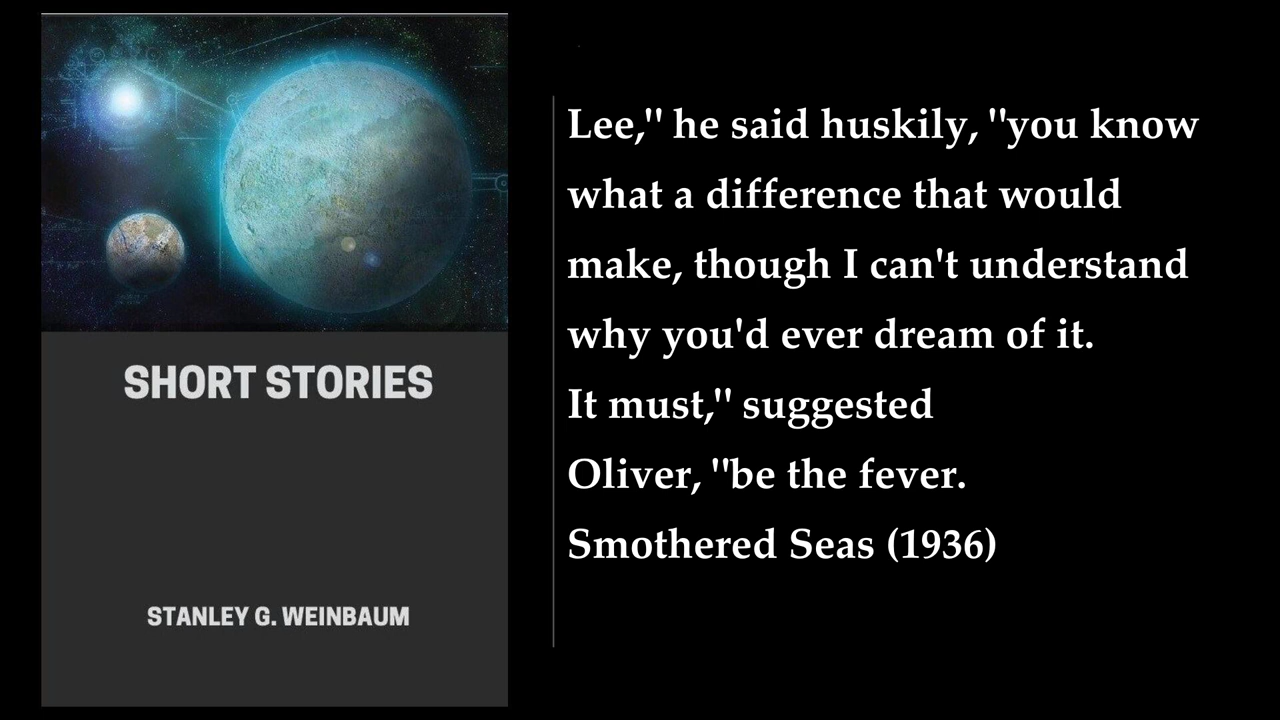 SHORT STORIES
STANLEY G. WEINBAUM
Lee," he said huskily, "you know
what a difference that would
make, though I can't understand
why you'd ever dream of it.
It must," suggested
Oliver, "be the fever.
Smothered Seas (1936)